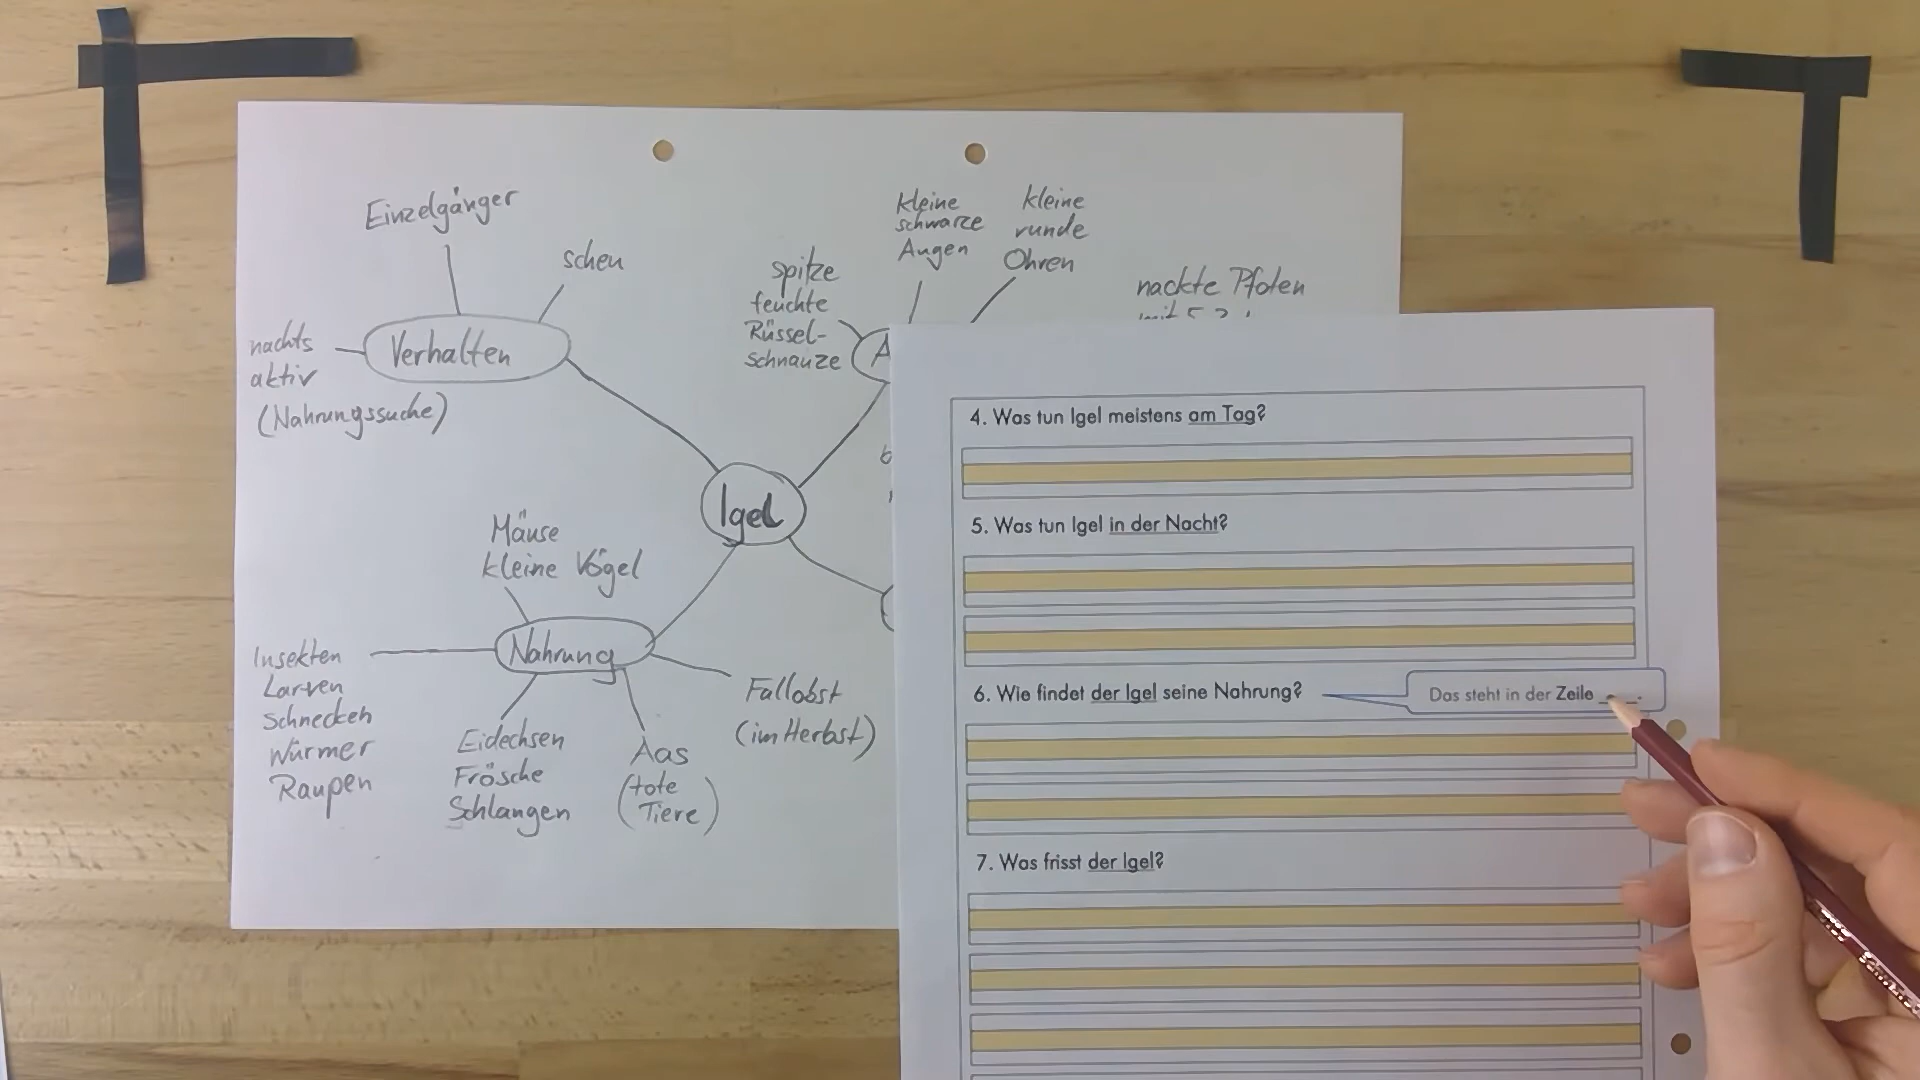 Einzelgänger
scheu
nachts
aktiv
(Nahrungssuche)
Verhalten
spitze
feuchte
Rüssel-
schnauze
kleine
schwarze
Augen
kleine
runde
Ohren
nackte Pfoten
A
Igel
Mäuse
kleine Vögel
Nahrung
Insekten
Larven
Schnecken
Würmer
Raupen
Eidechsen
Frösche
Schlangen
Aas
(tote
Tiere)
Fallobst
(im Herbst)
4. Was tun Igel meistens am Tag?
5. Was tun Igel in der Nacht?
6. Wie findet der Igel seine Nahrung?
Das steht in der Zeile ___.
7. Was frisst der Igel?